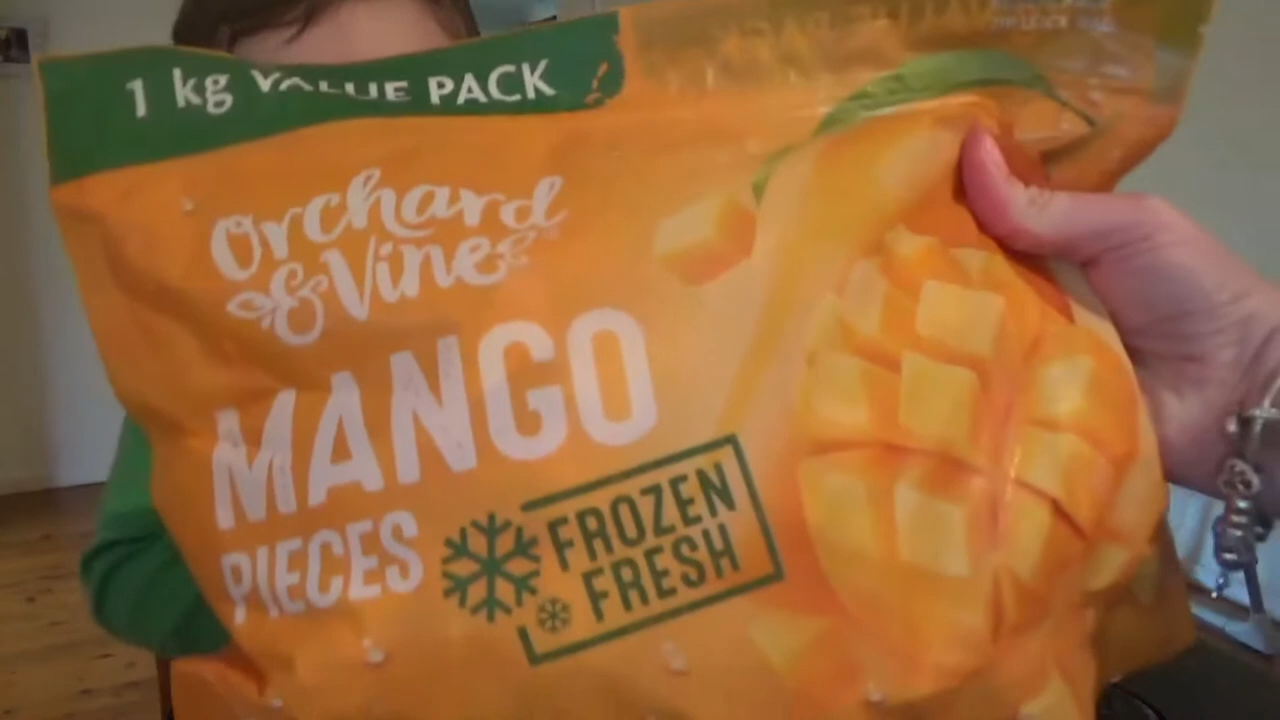 1 kg VALUE PACK
Orchard
& Vine
MANGO
PIECES
FROZEN
FRESH